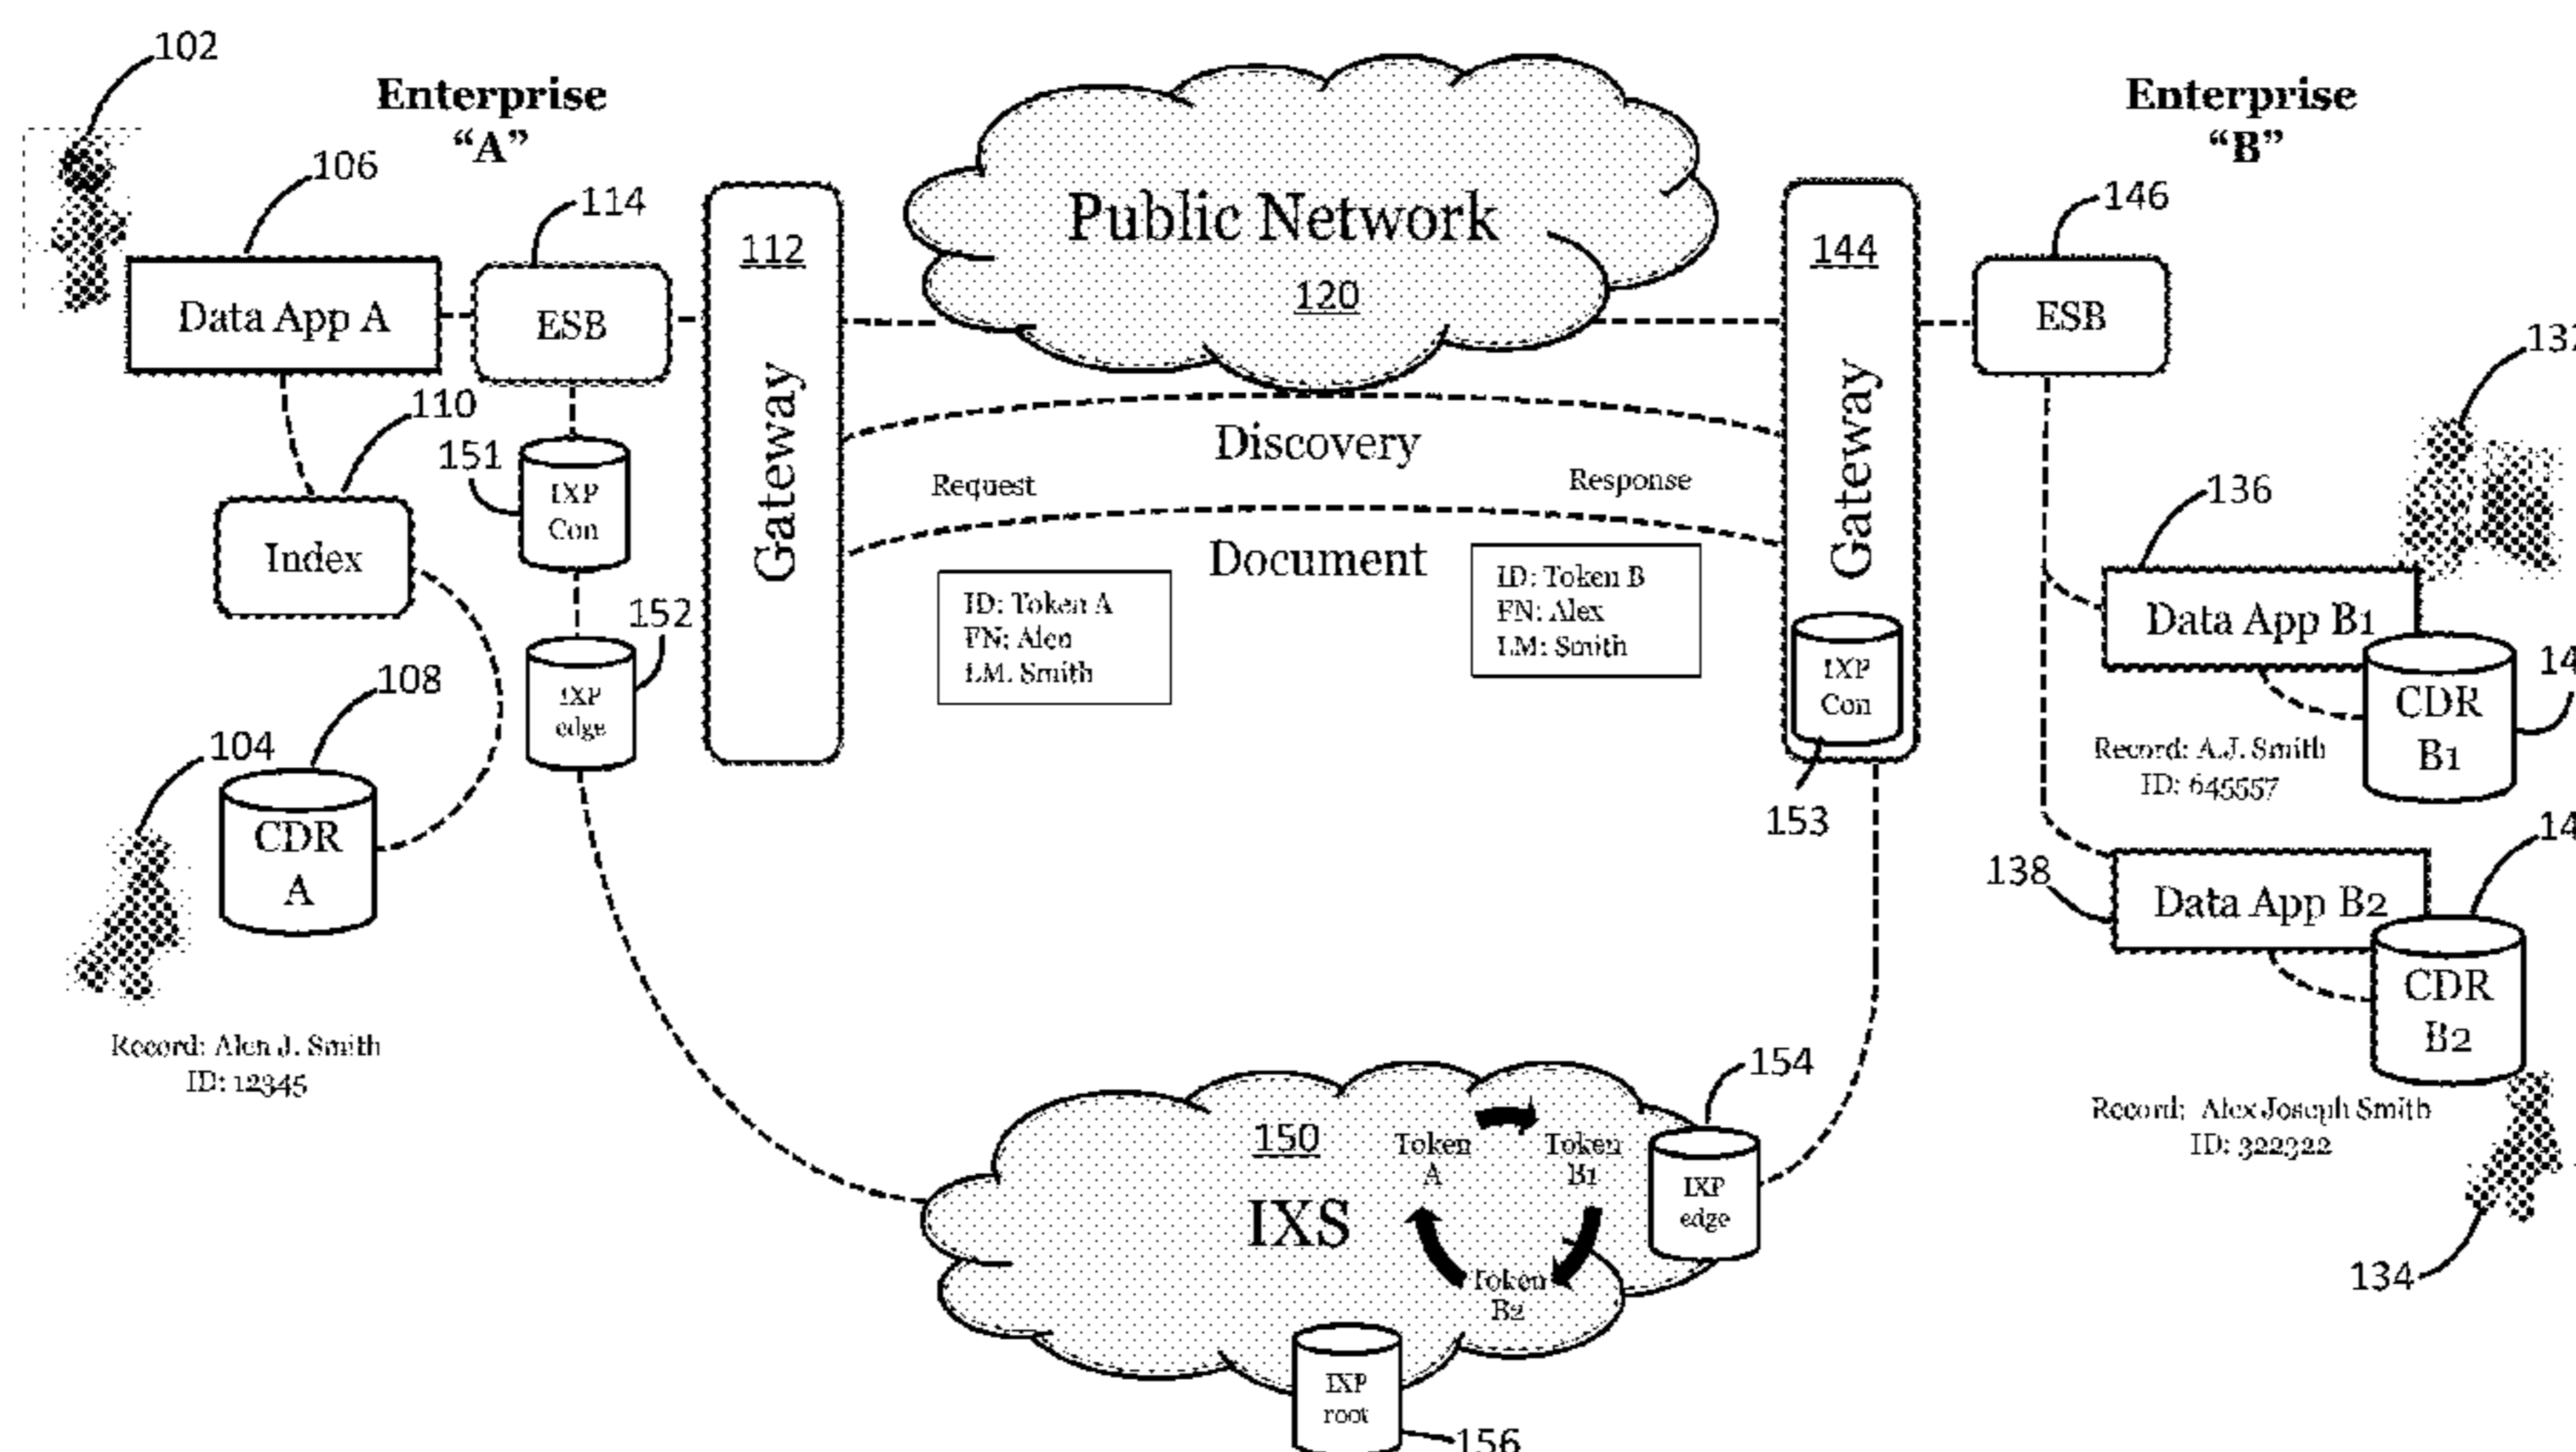 102
Enterprise
“A”
106
114
Data App A
ESB
112
Gateway
110
151
IXP
Con
Index
152
IXP
edge
108
104
CDR
A
Record: Alen J. Smith
ID: 12345
Public Network
120
Discovery
Request
Response
Document
ID: Token A
FN: Alen
LM. Smith
ID: Token B
FN: Alex
LM: Smith
144
Gateway
IXP
Con
153
Enterprise
“B”
146
ESB
136
Data App B1
CDR
B1
Record: A.J. Smith
ID: 645557
138
Data App B2
CDR
B2
Record: Alex Joseph Smith
ID: 322322
134
150
IXS
Token
A
Token
B1
Token
B2
154
IXP
edge
IXP
root
156